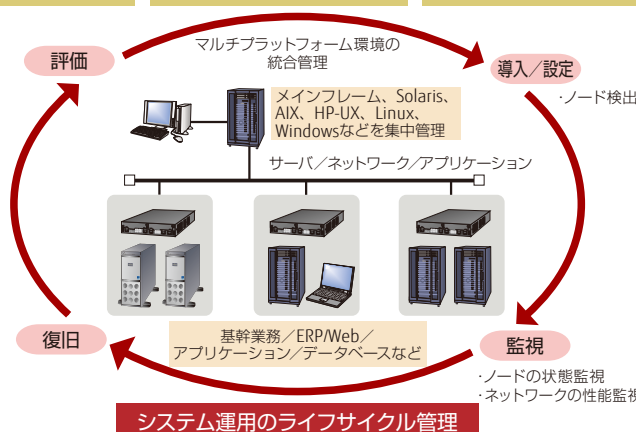 マルチプラットフォーム環境の
統合管理
評価
導入／設定
・ノード検出
メインフレーム、Solaris、
AIX、HP-UX、Linux、
Windowsなどを集中管理
サーバ／ネットワーク／アプリケーション
復旧
基幹業務／ERP/Web／
アプリケーション／データベースなど
監視
・ノードの状態監視
・ネットワークの性能監視
システム運用のライフサイクル管理